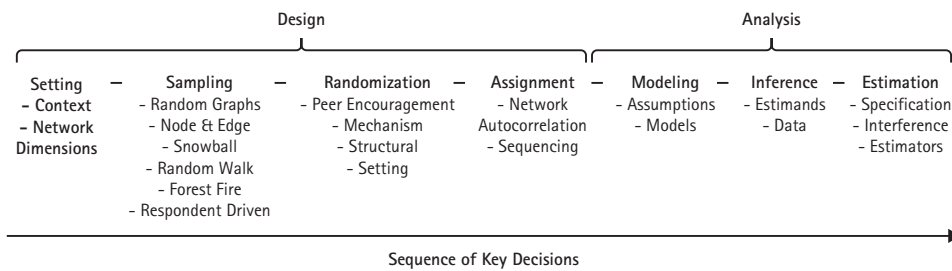 Design
Analysis
Setting – Sampling – Randomization – Assignment – Modeling – Inference – Estimation
– Context
– Network
Dimensions
- Random Graphs
- Node & Edge
- Snowball
- Random Walk
- Forest Fire
- Respondent Driven
- Peer Encouragement
- Mechanism
- Structural
- Setting
- Network
Autocorrelation
- Sequencing
- Assumptions
- Models
- Estimands
- Data
- Specification
- Interference
- Estimators
Sequence of Key Decisions